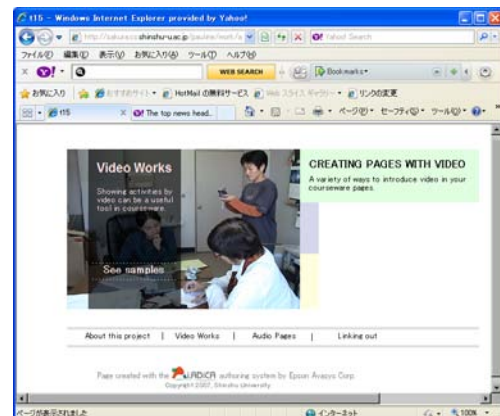 t15 - Windows Internet Explorer provided by Yahoo!
Yahoo! Search
ファイル(F) 編集(E) 表示(V) お気に入り(A) ツール(T) ヘルプ(H)
WEB SEARCH
Bookmarks
お気に入り
HotMail の無料サービス
リンクの変更
t15
Y! The top news head..
ページ(P) セーフティ(S) ツール(O)
Video Works
Showing activities by
video can be a useful
tool in courseware.
See samples
CREATING PAGES WITH VIDEO
A variety of ways to introduce video in your
courseware pages.
About this project | Video Works | Audio Pages | Linking out
Page created with the authoring system by Epson Avasys Corp.
Copyright 2007, Shinshu University
ページが表示されました
インターネット
100%